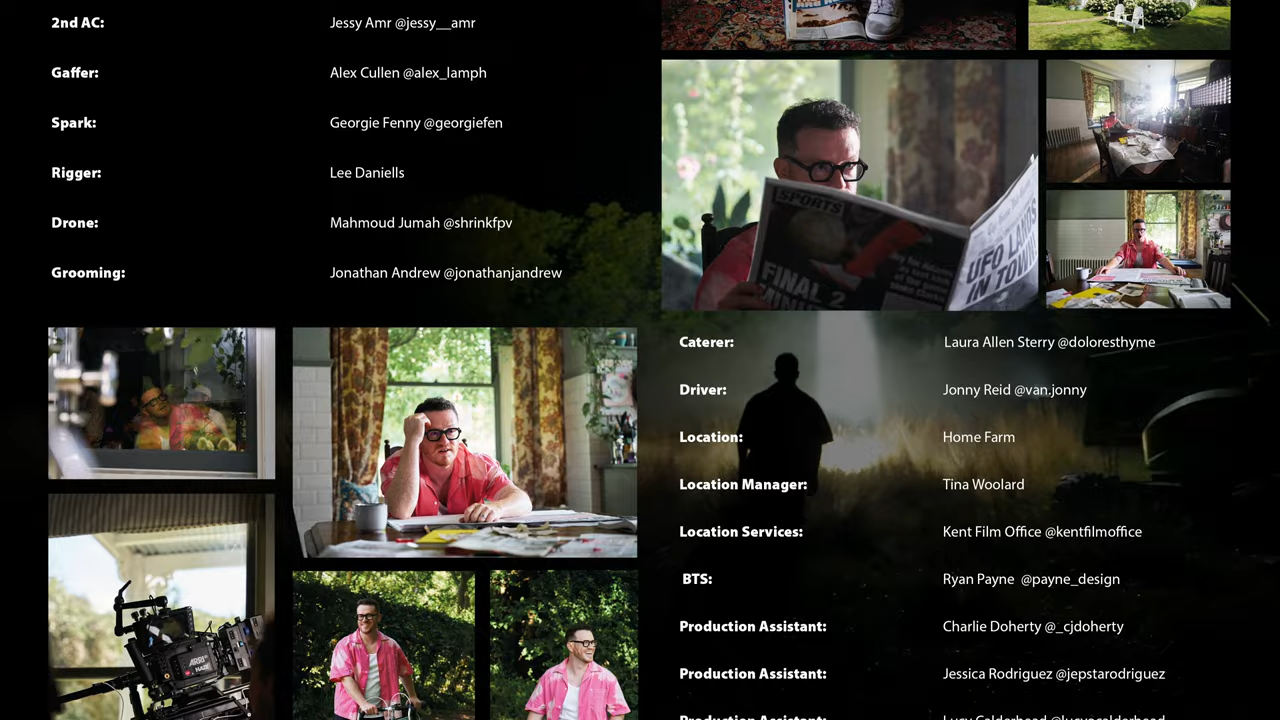 2nd AC: Jessy Amr @jessy__amr
Gaffer: Alex Cullen @alex_lamph
Spark: Georgie Fenny @georgiefen
Rigger: Lee Daniells
Drone: Mahmoud Jumah @shrinkfpv
Grooming: Jonathan Andrew @jonathanjandrew
SPORTS
FINAL 2
UFO LANDS
IN TOWN
ARRI
Caterer: Laura Allen Sterry @doloresthyme
Driver: Jonny Reid @van.jonny
Location: Home Farm
Location Manager: Tina Woolard
Location Services: Kent Film Office @kentfilmoffice
BTS: Ryan Payne @payne_design
Production Assistant: Charlie Doherty @_cjdoherty
Production Assistant: Jessica Rodriguez @jepstarodriguez
Production Assistant: